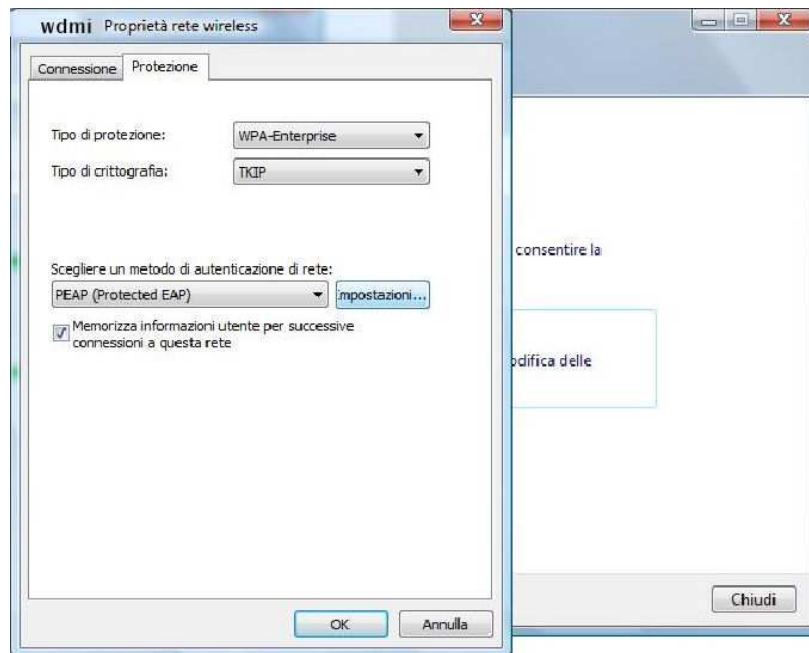 wdmi Proprietà rete wireless
Connessione Protezione
Tipo di protezione: WPA-Enterprise
Tipo di crittografia: TKIP
Scegliere un metodo di autenticazione di rete:
PEAP (Protected EAP) Impostazioni...
Memorizza informazioni utente per successive
connessioni a questa rete
OK Annulla
consentire la
odifica delle
Chiudi